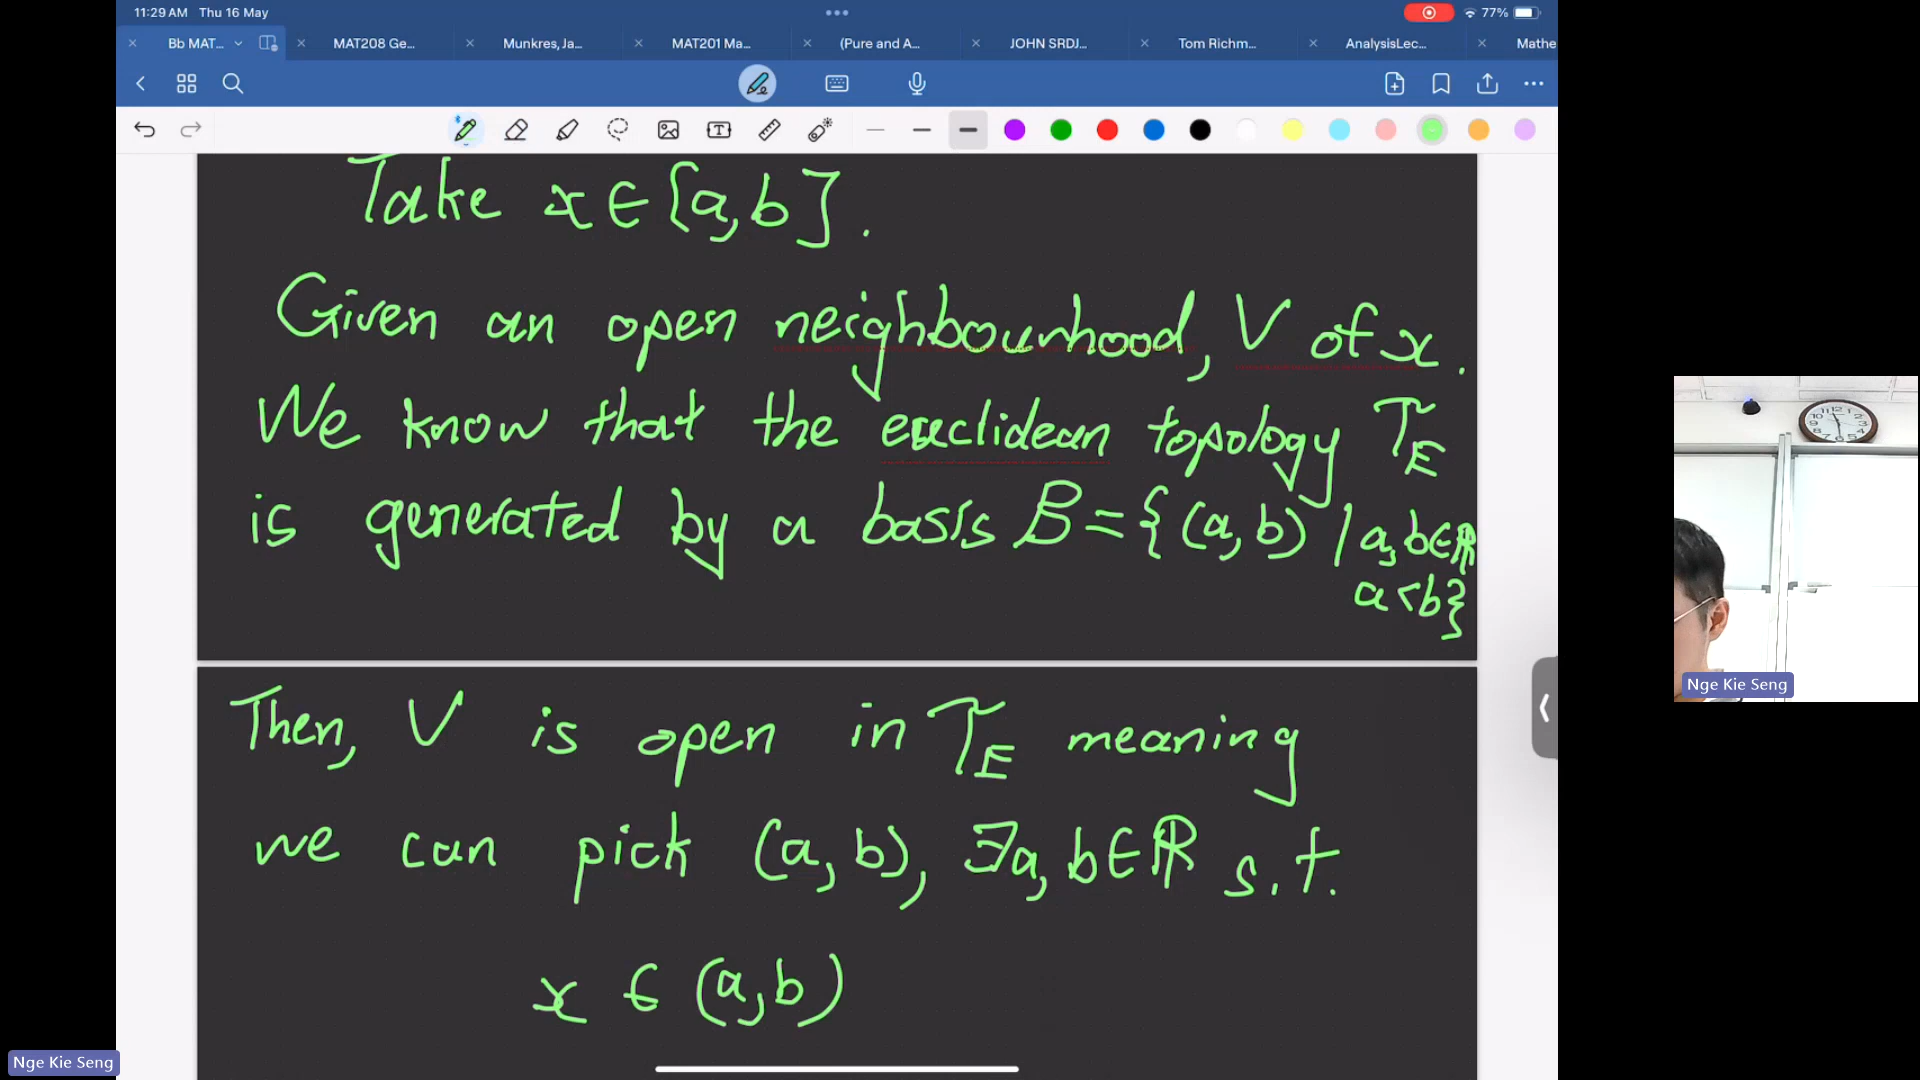 11:29 AM Thu 16 May
77%
Bb MAT...
MAT208 Ge...
Munkres, Ja...
MAT201 Ma...
(Pure and A...
JOHN SRDJ...
Tom Richm...
AnalysisLec...
Mathe
Take x ∈ [a,b].
Given an open neighbourhood, V of x.
We know that the euclidean topology T_E
is generated by a basis B = {(a,b) | a,b∈ℝ
a<b}
Then, V is open in T_E meaning
we can pick (a,b), ∃a,b∈ℝ s.t.
x ∈ (a,b)
Nge Kie Seng
Nge Kie Seng